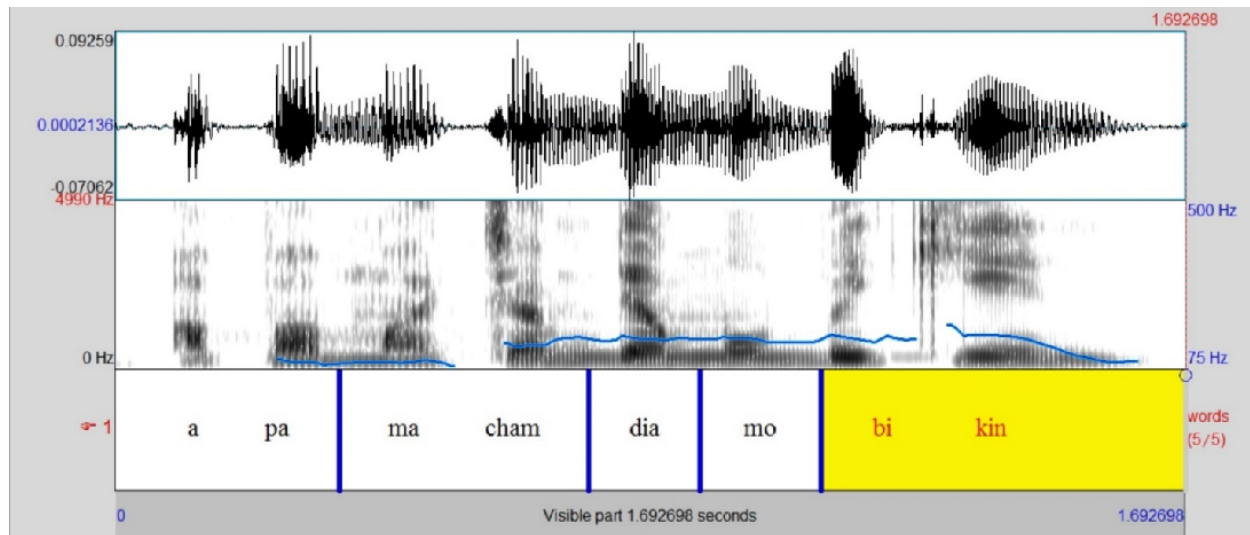 1.692698
0.09259
0.0002136
-0.07062
4990 Hz
500 Hz
0 Hz
75 Hz
1 a pa ma cham dia mo bi kin words
(5/5)
0 Visible part 1.692698 seconds 1.692698